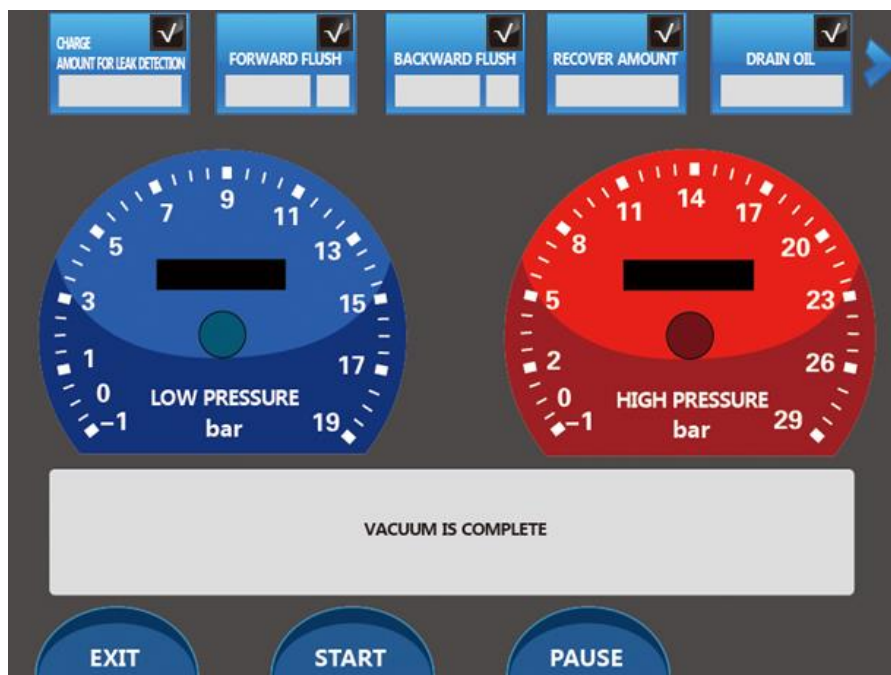 CHARGE
AMOUNT FOR LEAK DETECTION
FORWARD FLUSH
BACKWARD FLUSH
RECOVER AMOUNT
DRAIN OIL
-1
0
1
3
5
7
9
11
13
15
17
19
LOW PRESSURE
bar
-1
0
2
5
8
11
14
17
20
23
26
29
HIGH PRESSURE
bar
VACUUM IS COMPLETE
EXIT
START
PAUSE